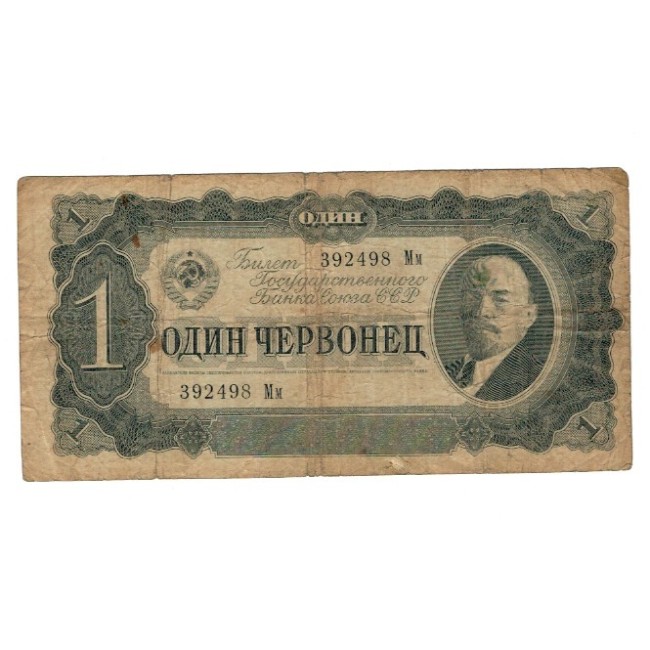 ОДИН
1 1
Билет 392498 Мм
Государственного
Банка Союза ССР
1
ОДИН ЧЕРВОНЕЦ
392498 Мм
1 1